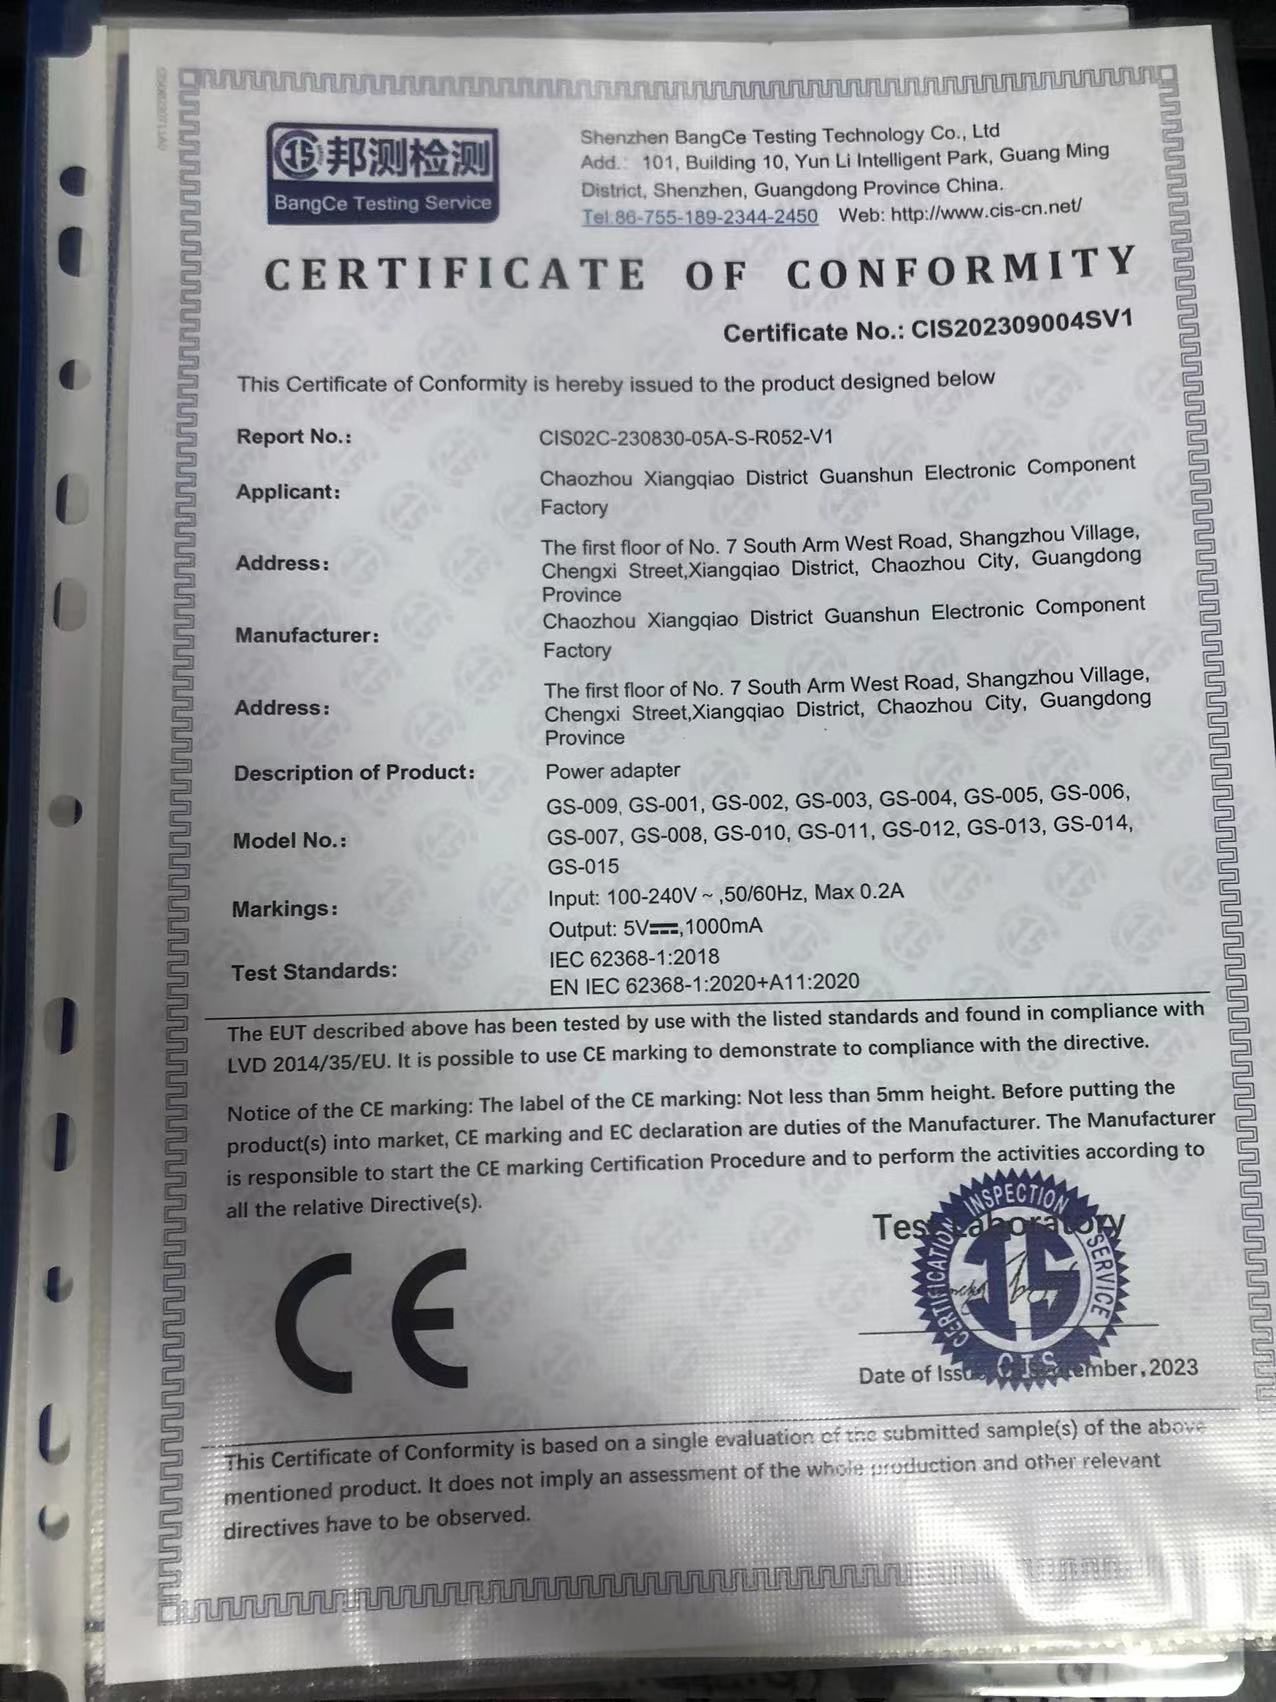 邦测检测
BangCe Testing Service
Shenzhen BangCe Testing Technology Co., Ltd
Add.: 101, Building 10, Yun Li Intelligent Park, Guang Ming
District, Shenzhen, Guangdong Province China.
Tel:86-755-189-2344-2450 Web: http://www.cis-cn.net/
CERTIFICATE OF CONFORMITY
Certificate No.: CIS202309004SV1
This Certificate of Conformity is hereby issued to the product designed below
Report No.: CIS02C-230830-05A-S-R052-V1
Applicant: Chaozhou Xiangqiao District Guanshun Electronic Component
Factory
Address: The first floor of No. 7 South Arm West Road, Shangzhou Village,
Chengxi Street,Xiangqiao District, Chaozhou City, Guangdong
Province
Manufacturer: Chaozhou Xiangqiao District Guanshun Electronic Component
Factory
Address: The first floor of No. 7 South Arm West Road, Shangzhou Village,
Chengxi Street,Xiangqiao District, Chaozhou City, Guangdong
Province
Description of Product: Power adapter
Model No.: GS-009, GS-001, GS-002, GS-003, GS-004, GS-005, GS-006,
GS-007, GS-008, GS-010, GS-011, GS-012, GS-013, GS-014,
GS-015
Markings: Input: 100-240V ~ ,50/60Hz, Max 0.2A
Output: 5V⎓,1000mA
Test Standards: IEC 62368-1:2018
EN IEC 62368-1:2020+A11:2020
The EUT described above has been tested by use with the listed standards and found in compliance with
LVD 2014/35/EU. It is possible to use CE marking to demonstrate to compliance with the directive.
Notice of the CE marking: The label of the CE marking: Not less than 5mm height. Before putting the
product(s) into market, CE marking and EC declaration are duties of the Manufacturer. The Manufacturer
is responsible to start the CE marking Certification Procedure and to perform the activities according to
all the relative Directive(s).
Test Laboratory
CERTIFICATION INSPECTION SERVICE
CIS
CE
Date of Issue ,2023
This Certificate of Conformity is based on a single evaluation of the submitted sample(s) of the above
mentioned product. It does not imply an assessment of the whole production and other relevant
directives have to be observed.